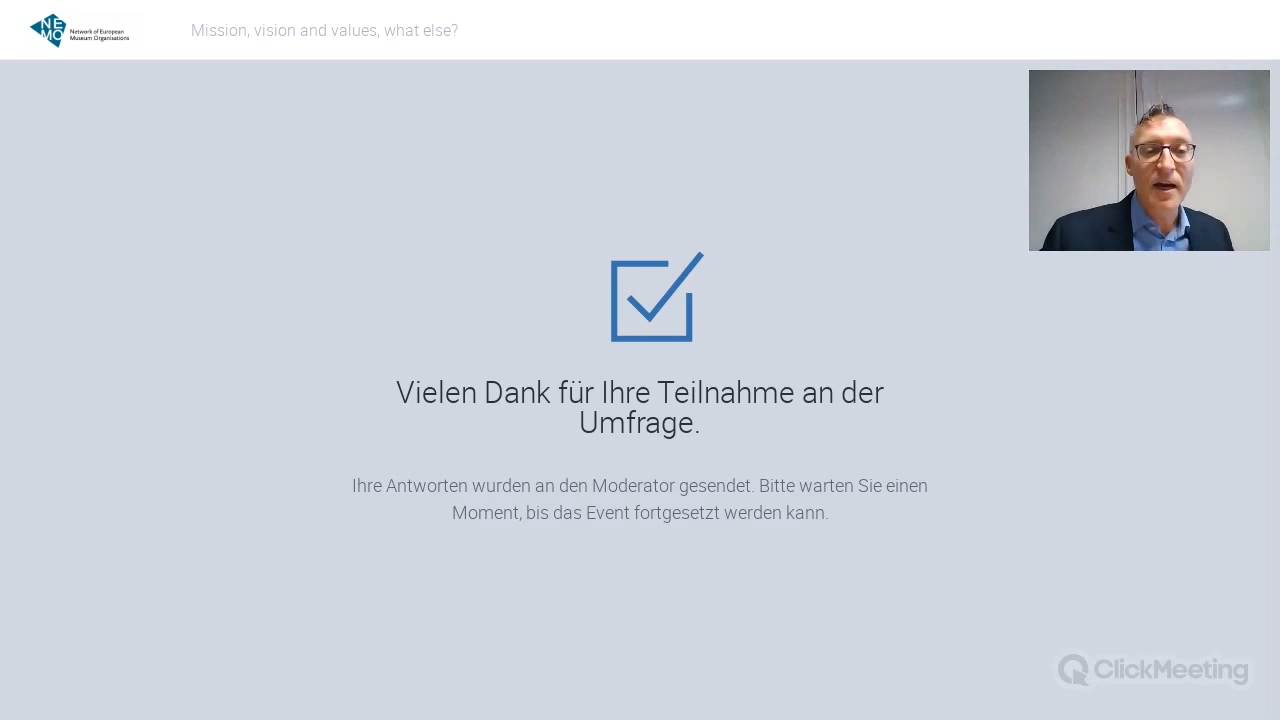 NE
MO
Network of European
Museum Organisations
Mission, vision and values, what else?
Vielen Dank für Ihre Teilnahme an der
Umfrage.
Ihre Antworten wurden an den Moderator gesendet. Bitte warten Sie einen
Moment, bis das Event fortgesetzt werden kann.
ClickMeeting